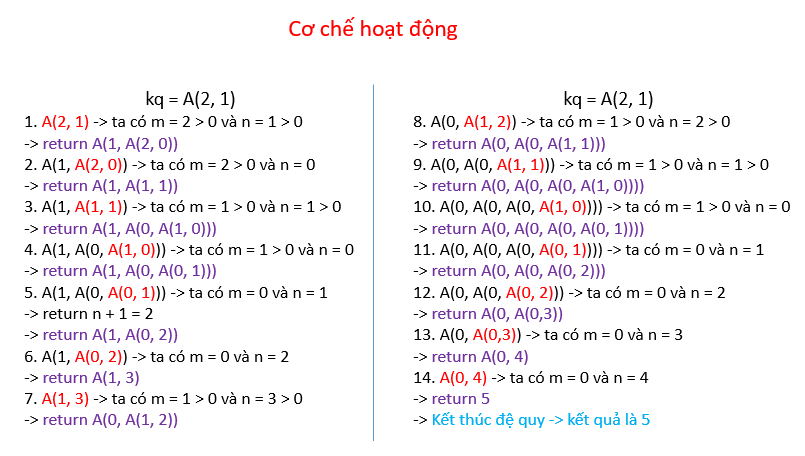 Cơ chế hoạt động
kq = A(2, 1)
1. A(2, 1) -> ta có m = 2 > 0 và n = 1 > 0
-> return A(1, A(2, 0))
2. A(1, A(2, 0)) -> ta có m = 2 > 0 và n = 0
-> return A(1, A(1, 1))
3. A(1, A(1, 1)) -> ta có m = 1 > 0 và n = 1 > 0
-> return A(1, A(0, A(1, 0)))
4. A(1, A(0, A(1, 0))) -> ta có m = 1 > 0 và n = 0
-> return A(1, A(0, A(0, 1)))
5. A(1, A(0, A(0, 1))) -> ta có m = 0 và n = 1
-> return n + 1 = 2
-> return A(1, A(0, 2))
6. A(1, A(0, 2)) -> ta có m = 0 và n = 2
-> return A(1, 3)
7. A(1, 3) -> ta có m = 1 > 0 và n = 3 > 0
-> return A(0, A(1, 2))
kq = A(2, 1)
8. A(0, A(1, 2)) -> ta có m = 1 > 0 và n = 2 > 0
-> return A(0, A(0, A(1, 1)))
9. A(0, A(0, A(1, 1))) -> ta có m = 1 > 0 và n = 1 > 0
-> return A(0, A(0, A(0, A(1, 0))))
10. A(0, A(0, A(0, A(1, 0)))) -> ta có m = 1 > 0 và n = 0
-> return A(0, A(0, A(0, A(0, 1))))
11. A(0, A(0, A(0, A(0, 1)))) -> ta có m = 0 và n = 1
-> return A(0, A(0, A(0, 2)))
12. A(0, A(0, A(0, 2))) -> ta có m = 0 và n = 2
-> return A(0, A(0,3))
13. A(0, A(0,3)) -> ta có m = 0 và n = 3
-> return A(0, 4)
14. A(0, 4) -> ta có m = 0 và n = 4
-> return 5
-> Kết thúc đệ quy -> kết quả là 5